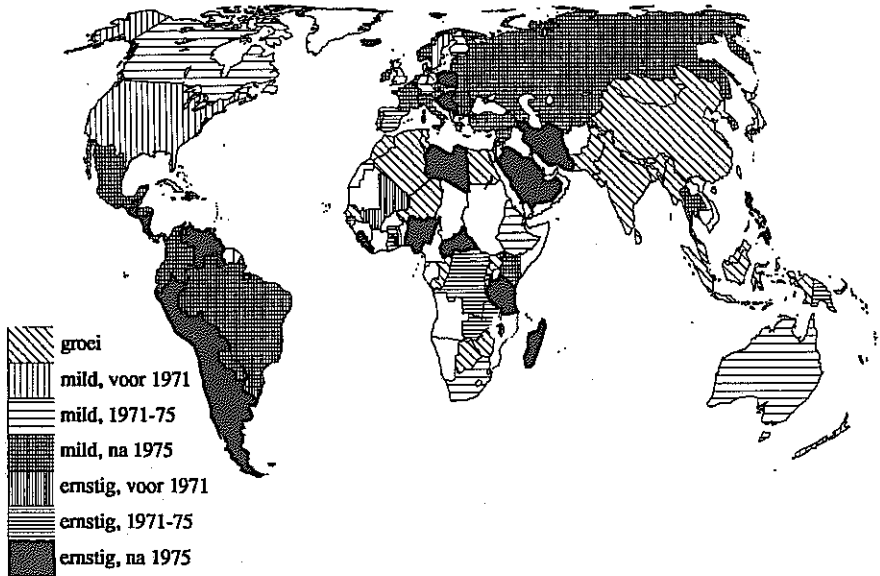 groei
mild, voor 1971
mild, 1971-75
mild, na 1975
ernstig, voor 1971
ernstig, 1971-75
ernstig, na 1975